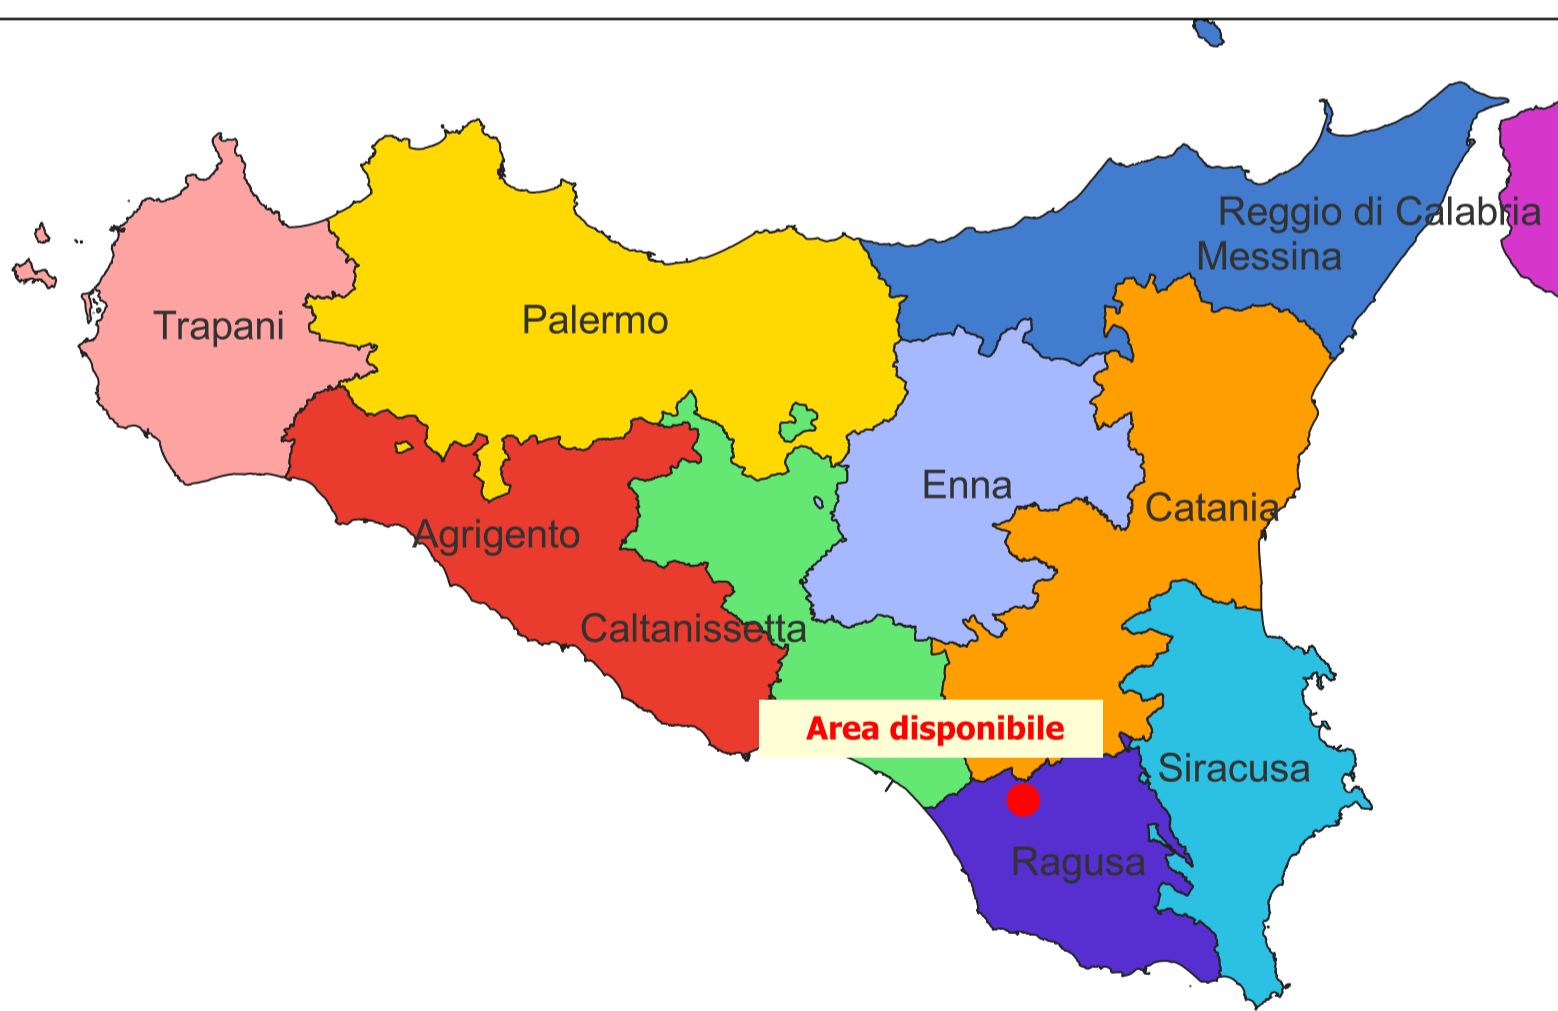 Reggio di Calabria
Messina
Trapani
Palermo
Enna
Catania
Agrigento
Caltanissetta
Area disponibile
Siracusa
Ragusa